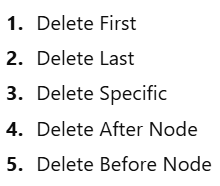 1. Delete First
2. Delete Last
3. Delete Specific
4. Delete After Node
5. Delete Before Node